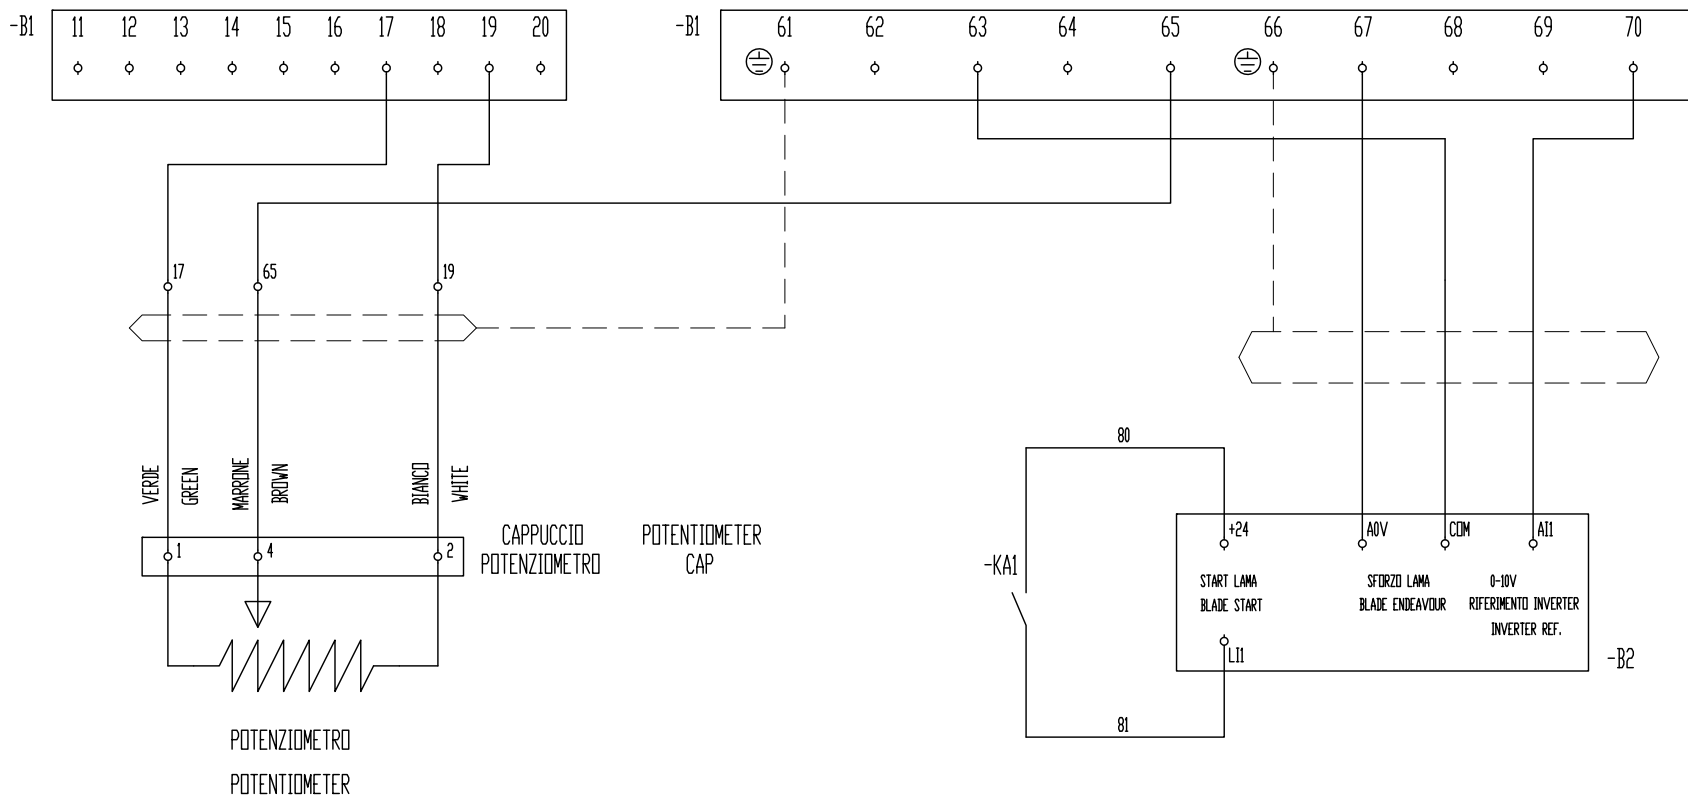 -B1 11 12 13 14 15 16 17 18 19 20
-B1 61 62 63 64 65 66 67 68 69 70
17 65 19
VERDE
GREEN
MARRONE
BROWN
BIANCO
WHITE
1 4 2
CAPPUCCIO
POTENZIOMETRO
POTENTIOMETER
CAP
POTENZIOMETRO
POTENTIOMETER
80
-KA1
81
+24 A0V COM AI1
START LAMA
BLADE START
SFORZO LAMA
BLADE ENDEAVOUR
0-10V
RIFERIMENTO INVERTER
INVERTER REF.
LI1
-B2